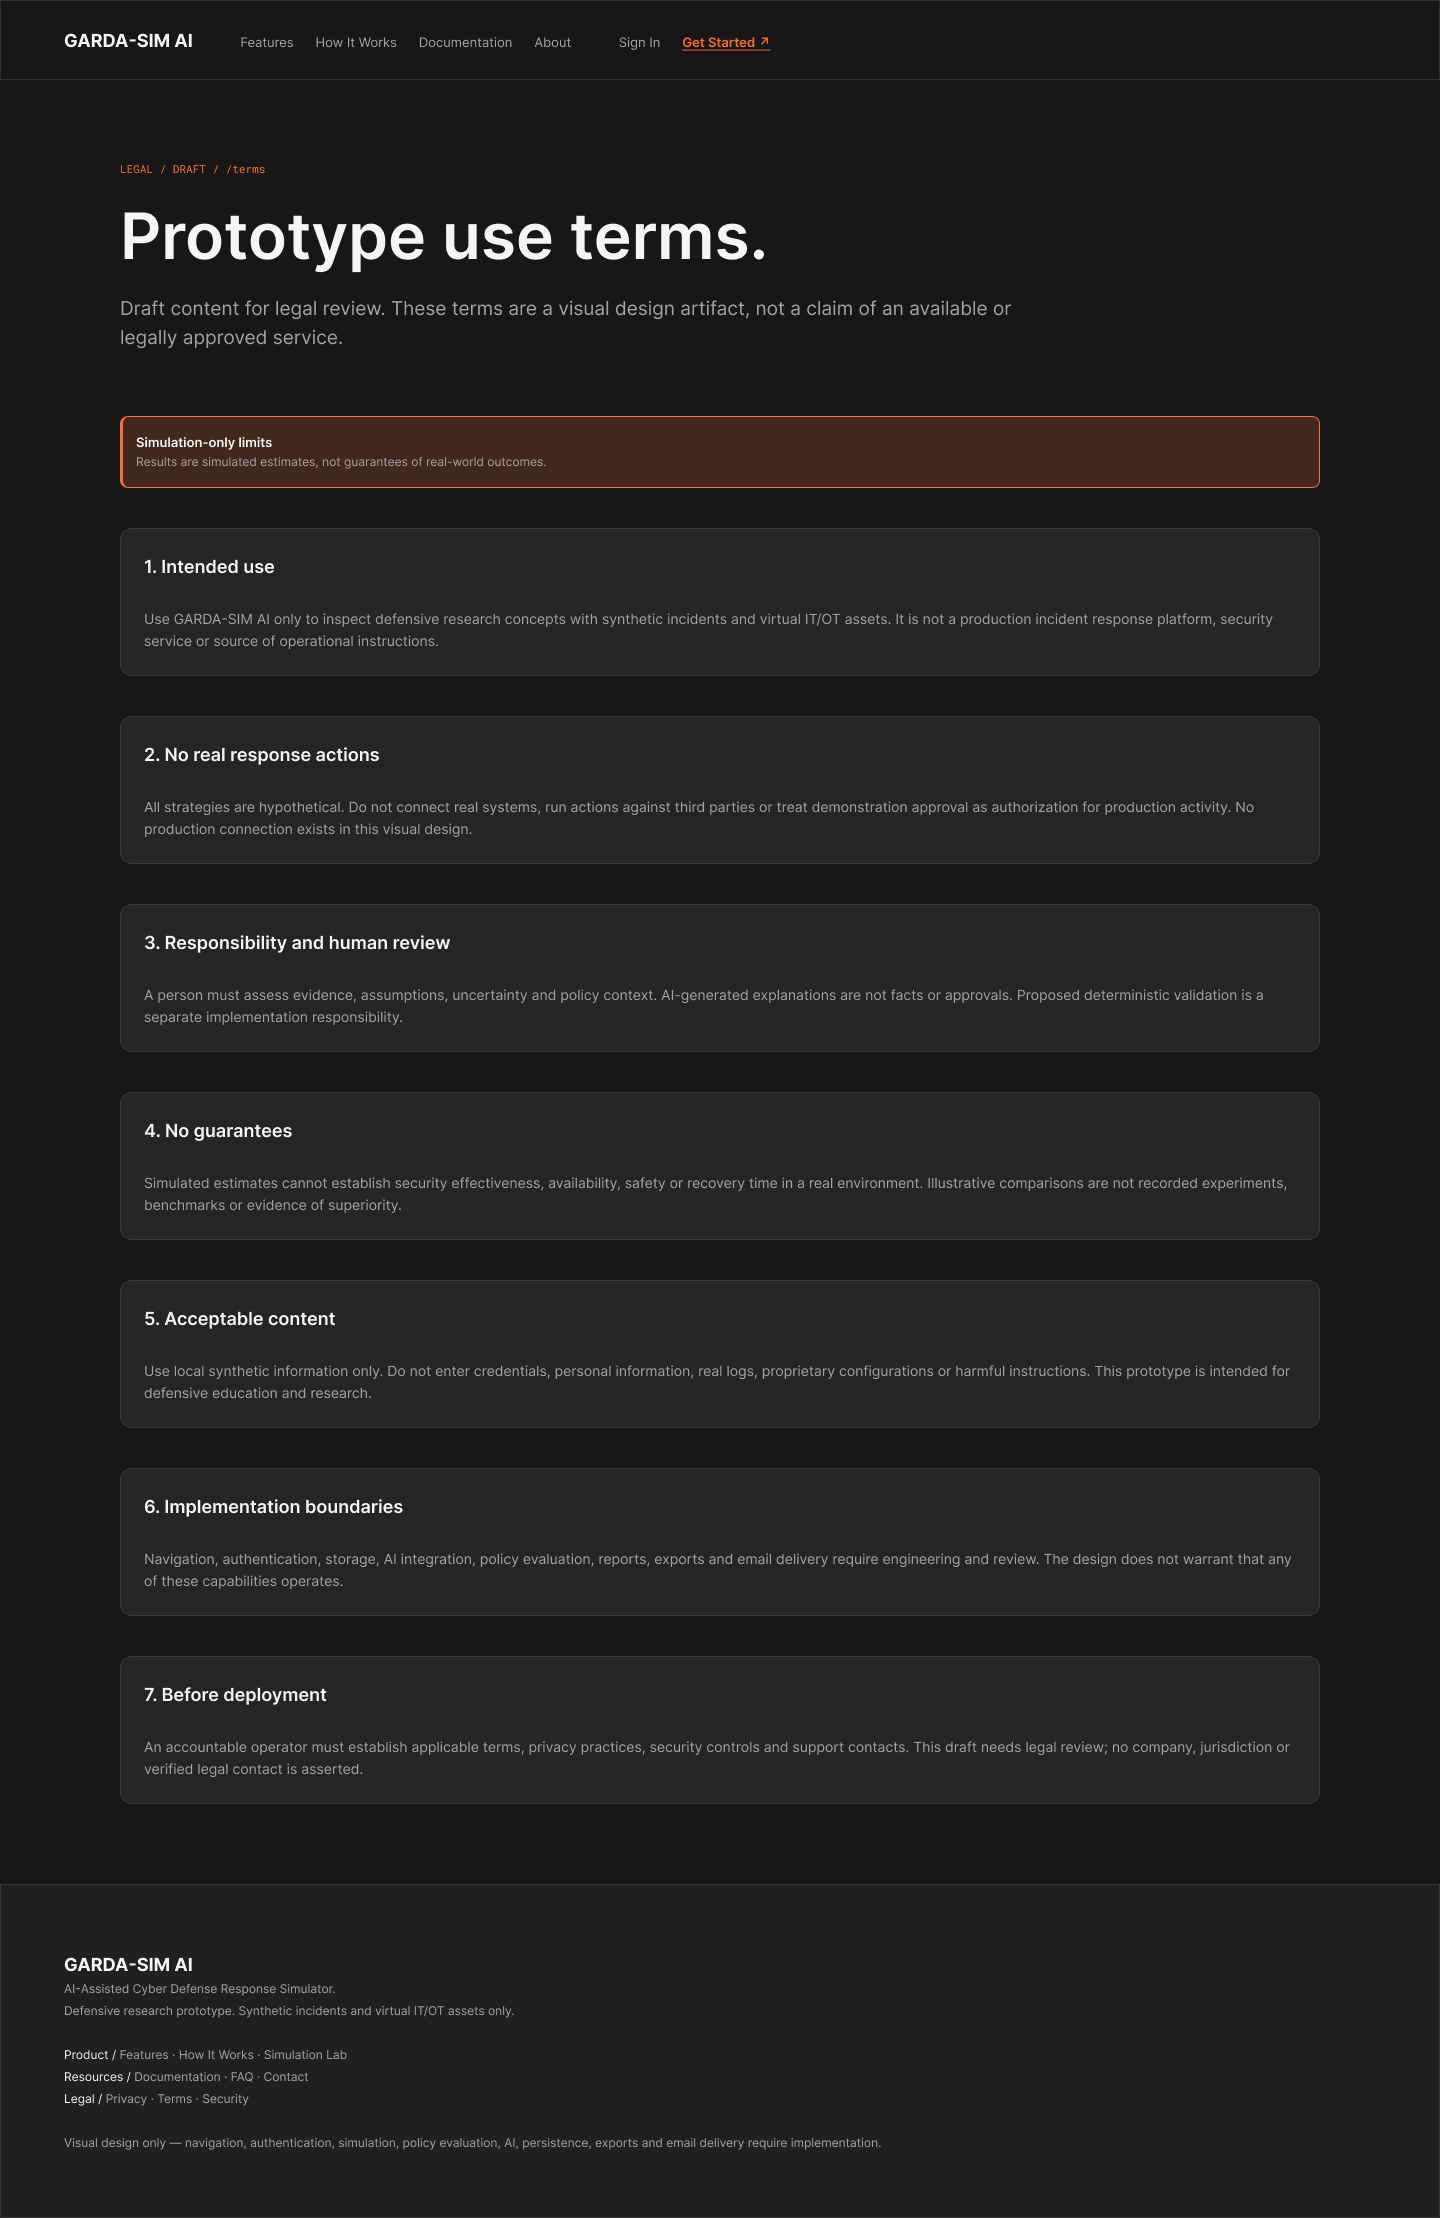 GARDA-SIM AI
Features
How It Works
Documentation
About
Sign In
Get Started ↗
LEGAL / DRAFT / /terms
Prototype use terms.
Draft content for legal review. These terms are a visual design artifact, not a claim of an available or
legally approved service.
Simulation-only limits
Results are simulated estimates, not guarantees of real-world outcomes.
1. Intended use
Use GARDA-SIM AI only to inspect defensive research concepts with synthetic incidents and virtual IT/OT assets. It is not a production incident response platform, security
service or source of operational instructions.
2. No real response actions
All strategies are hypothetical. Do not connect real systems, run actions against third parties or treat demonstration approval as authorization for production activity. No
production connection exists in this visual design.
3. Responsibility and human review
A person must assess evidence, assumptions, uncertainty and policy context. AI-generated explanations are not facts or approvals. Proposed deterministic validation is a
separate implementation responsibility.
4. No guarantees
Simulated estimates cannot establish security effectiveness, availability, safety or recovery time in a real environment. Illustrative comparisons are not recorded experiments,
benchmarks or evidence of superiority.
5. Acceptable content
Use local synthetic information only. Do not enter credentials, personal information, real logs, proprietary configurations or harmful instructions. This prototype is intended for
defensive education and research.
6. Implementation boundaries
Navigation, authentication, storage, AI integration, policy evaluation, reports, exports and email delivery require engineering and review. The design does not warrant that any
of these capabilities operates.
7. Before deployment
An accountable operator must establish applicable terms, privacy practices, security controls and support contacts. This draft needs legal review; no company, jurisdiction or
verified legal contact is asserted.
GARDA-SIM AI
AI-Assisted Cyber Defense Response Simulator.
Defensive research prototype. Synthetic incidents and virtual IT/OT assets only.
Product / Features · How It Works · Simulation Lab
Resources / Documentation · FAQ · Contact
Legal / Privacy · Terms · Security
Visual design only — navigation, authentication, simulation, policy evaluation, AI, persistence, exports and email delivery require implementation.